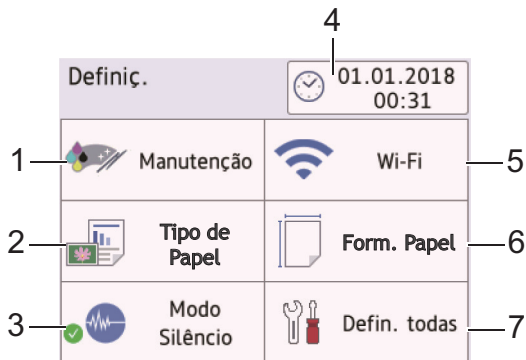 4
Definiç.
01.01.2018
00:31
1
Manutenção
Wi-Fi
5
2
Tipo de
Papel
Form. Papel
6
3
Modo
Silêncio
Defin. todas
7